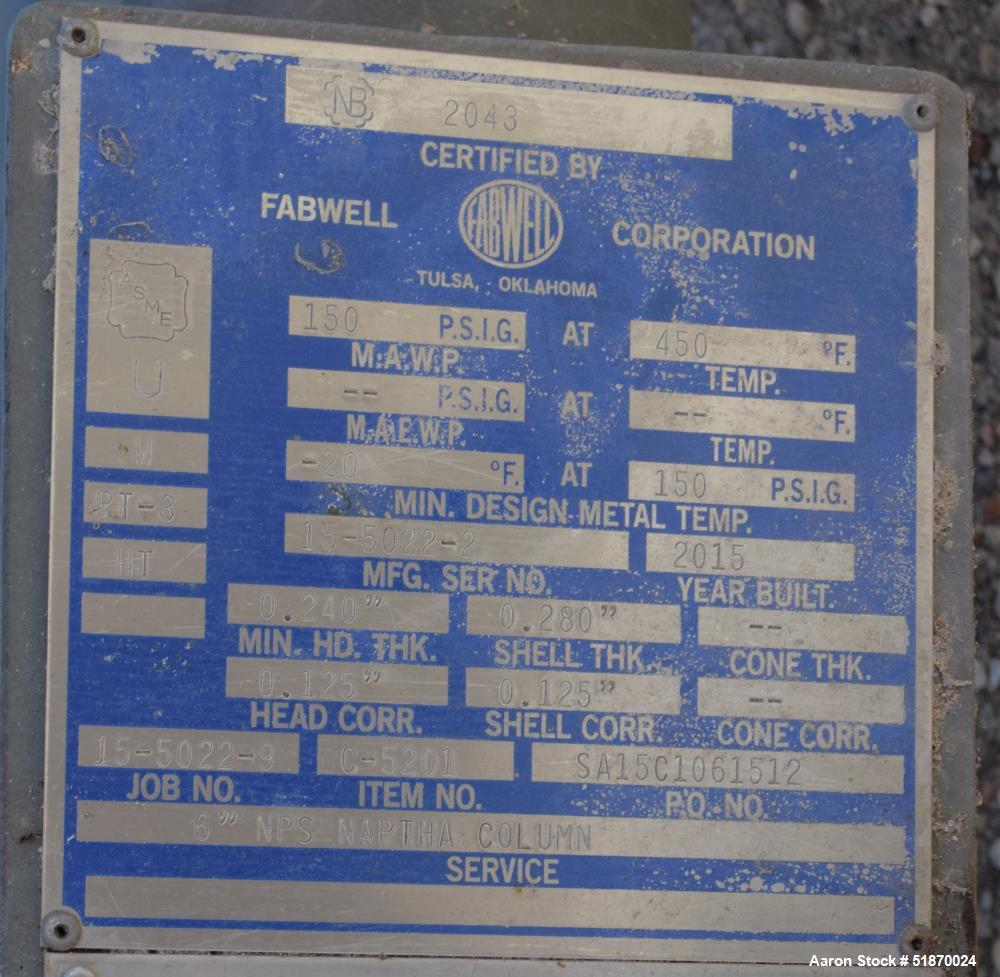 NB 2043
CERTIFIED BY
FABWELL FABWELL CORPORATION
TULSA, OKLAHOMA
ASME
U
150 P.S.I.G. AT 450 °F.
M.A.W.P. TEMP.
-- P.S.I.G. AT -- °F.
M.A.E.W.P. TEMP.
W
-20 °F. AT 150 P.S.I.G.
MIN. DESIGN METAL TEMP.
RT-3
15-5022-2 2015
MFG. SER NO. YEAR BUILT.
HT
0.240" 0.280" --
MIN. HD. THK. SHELL THK. CONE THK.
0.125" 0.125" --
HEAD CORR. SHELL CORR. CONE CORR.
15-5022-9 C-5201 SA15C1061512
JOB NO. ITEM NO. P.O. NO.
6" NPS NAPTHA COLUMN
SERVICE
Aaron Stock # 51870024